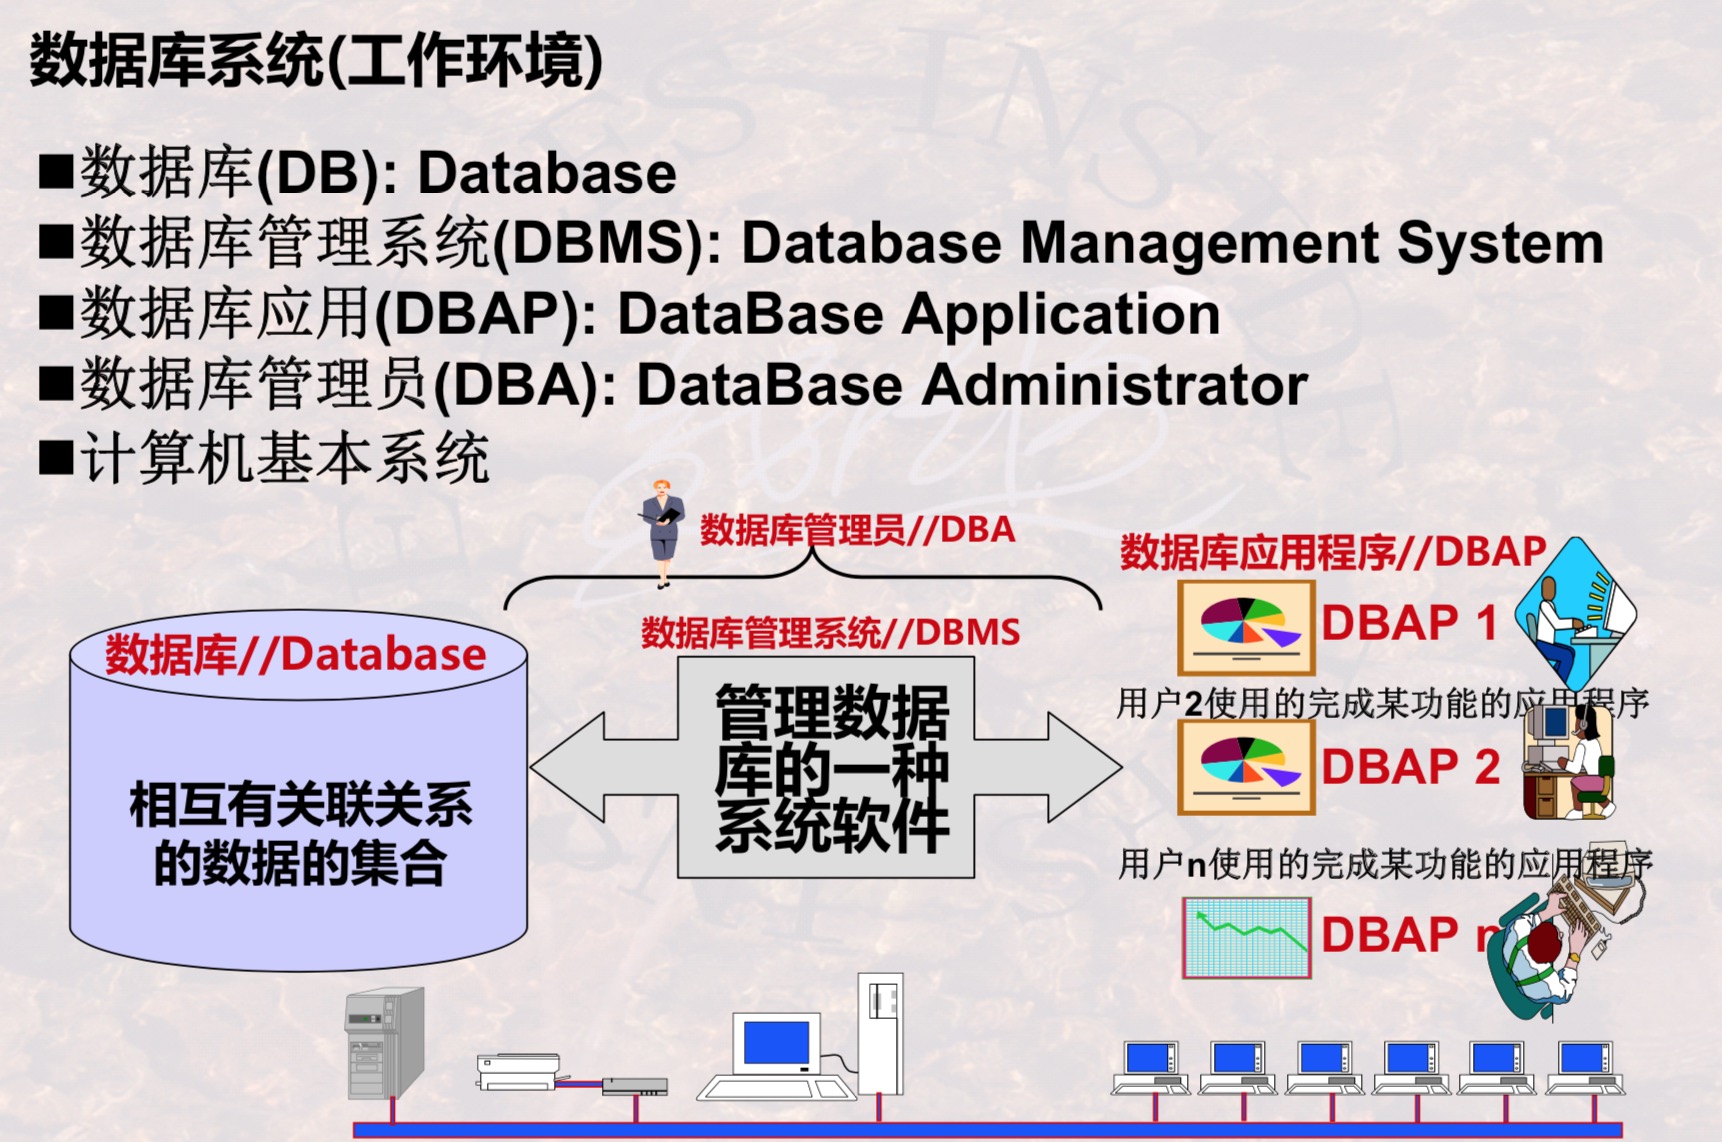 数据库系统(工作环境)
■数据库(DB): Database
■数据库管理系统(DBMS): Database Management System
■数据库应用(DBAP): DataBase Application
■数据库管理员(DBA): DataBase Administrator
■计算机基本系统
数据库管理员//DBA
数据库应用程序//DBAP
数据库//Database
相互有关联关系
的数据的集合
数据库管理系统//DBMS
管理数据
库的一种
系统软件
DBAP 1
用户2使用的完成某功能的应用程序
DBAP 2
用户n使用的完成某功能的应用程序
DBAP n